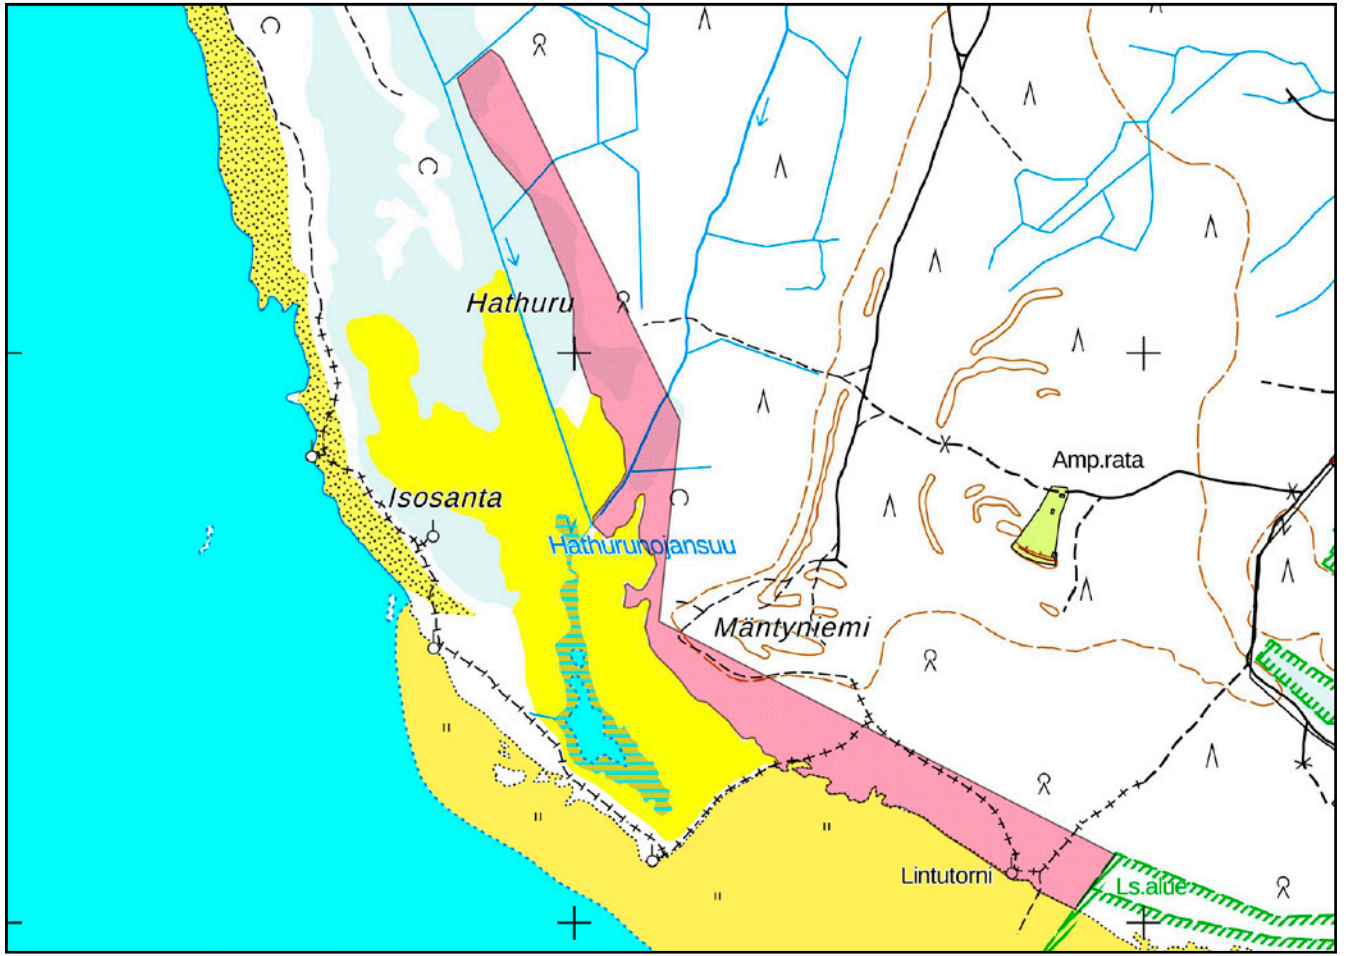 Hathuru
Amp.rata
Isosanta
Hathurunojansuu
Mäntyniemi
Lintutorni
Ls.alue